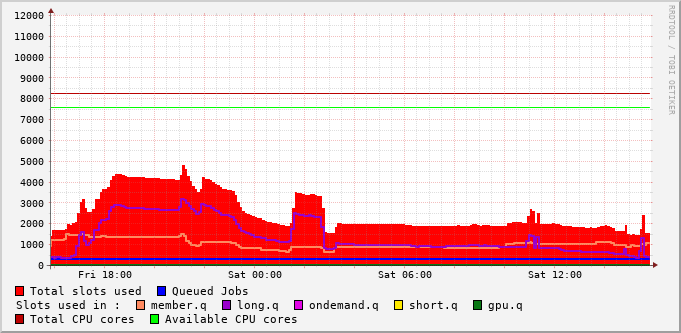 RRDTOOL / TOBI OETIKER
12000
11000
10000
9000
8000
7000
6000
5000
4000
3000
2000
1000
0
Fri 18:00 Sat 00:00 Sat 06:00 Sat 12:00
Total slots used Queued Jobs
Slots used in : member.q long.q ondemand.q short.q gpu.q
Total CPU cores Available CPU cores